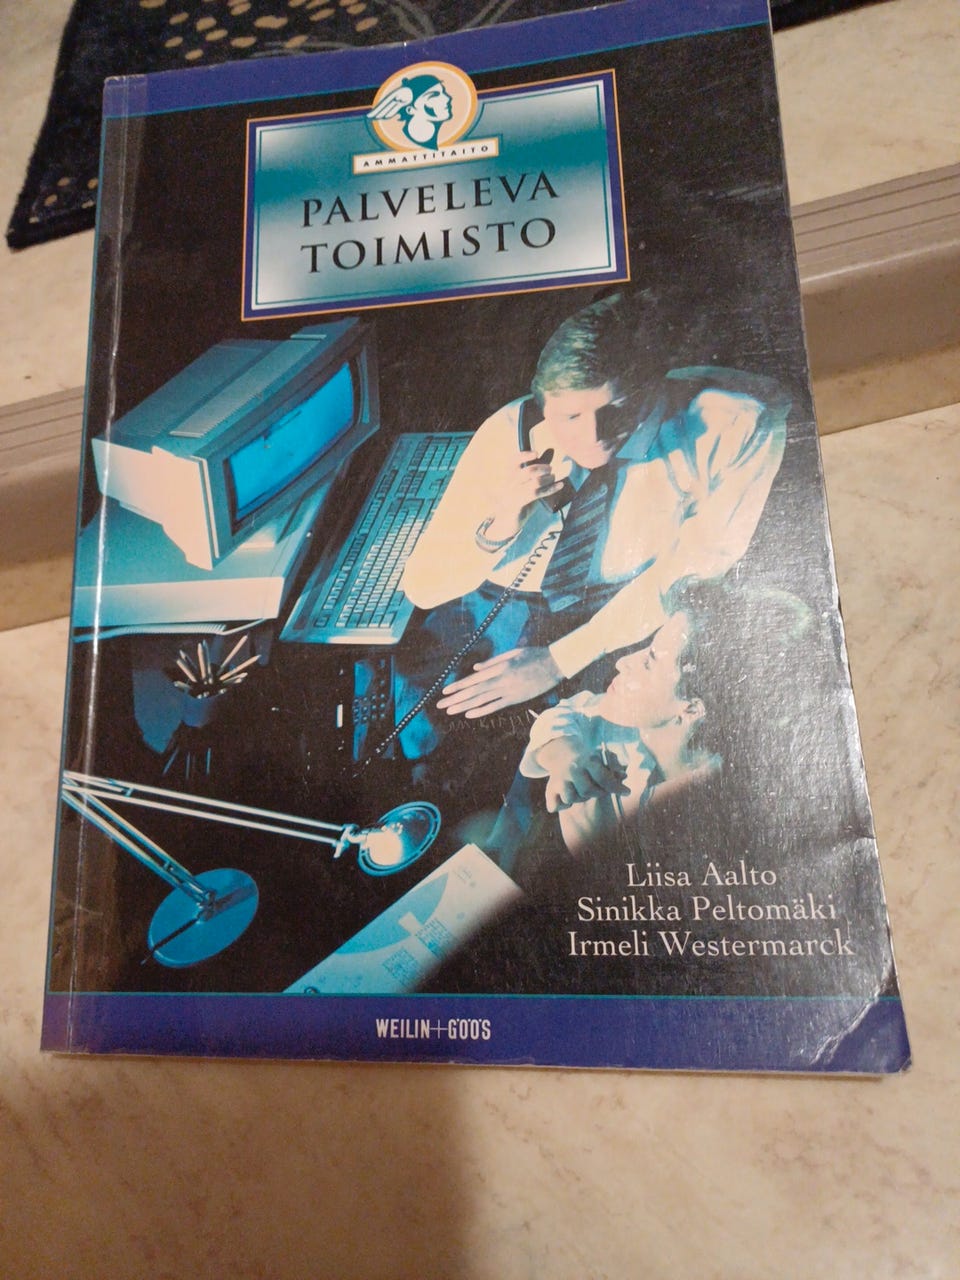 AMMATTITAITO
PALVELEVA
TOIMISTO
Liisa Aalto
Sinikka Peltomäki
Irmeli Westermarck
WEILIN+GÖÖS